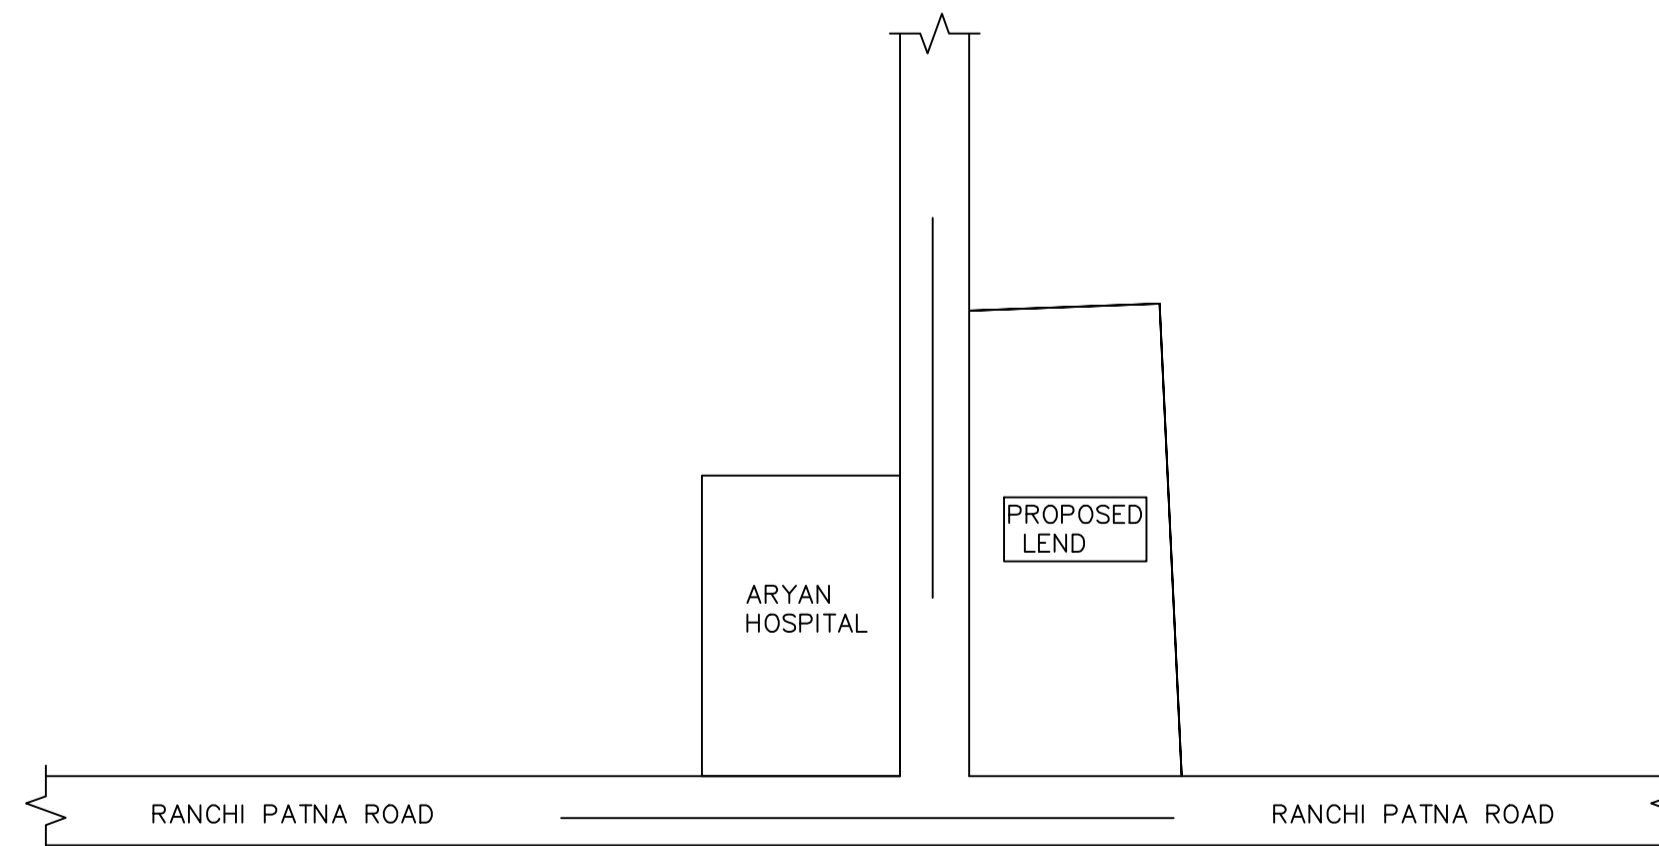 PROPOSED
LEND
ARYAN
HOSPITAL
RANCHI PATNA ROAD
RANCHI PATNA ROAD